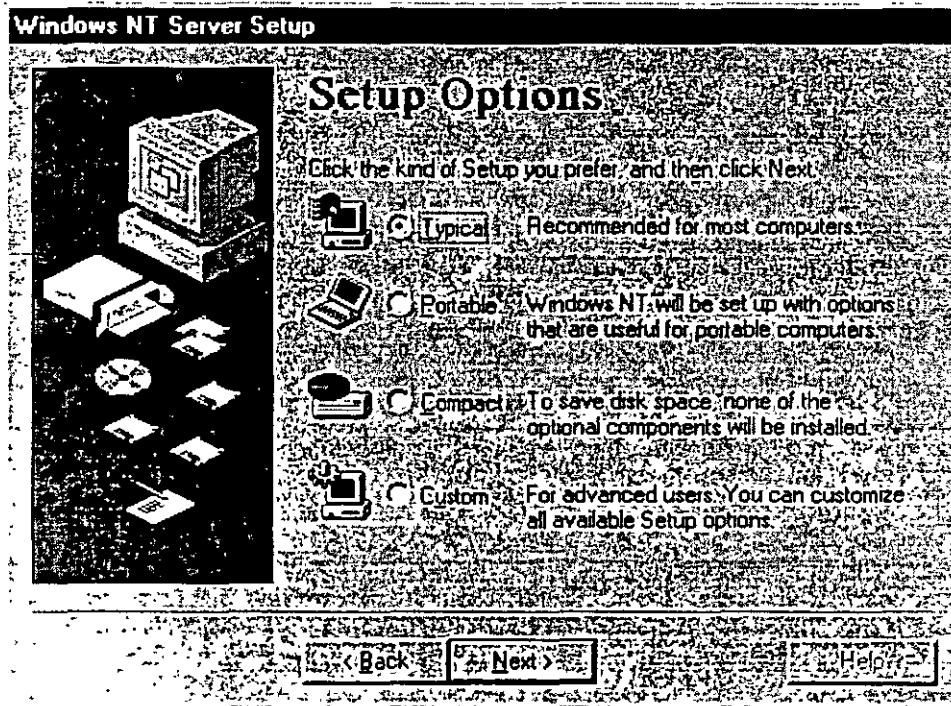 Windows NT Server Setup
Setup Options
Click the kind of Setup you prefer, and then click Next.
Typical Recommended for most computers.
Portable Windows NT will be set up with options
that are useful for portable computers.
Compact To save disk space, none of the
optional components will be installed.
Custom For advanced users. You can customize
all available Setup options.
< Back Next > Help